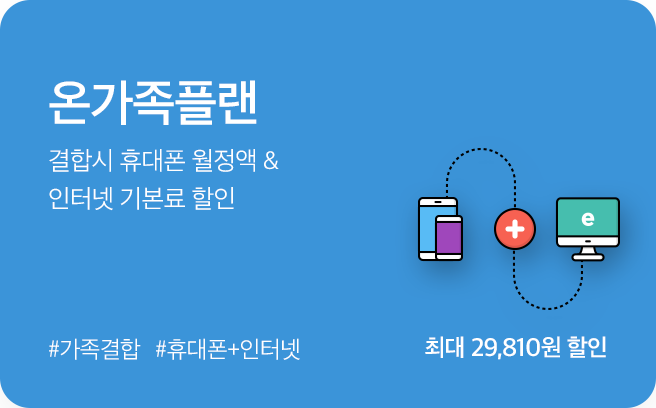 온가족플랜
결합시 휴대폰 월정액 &
인터넷 기본료 할인
e
#가족결합 #휴대폰+인터넷
최대 29,810원 할인